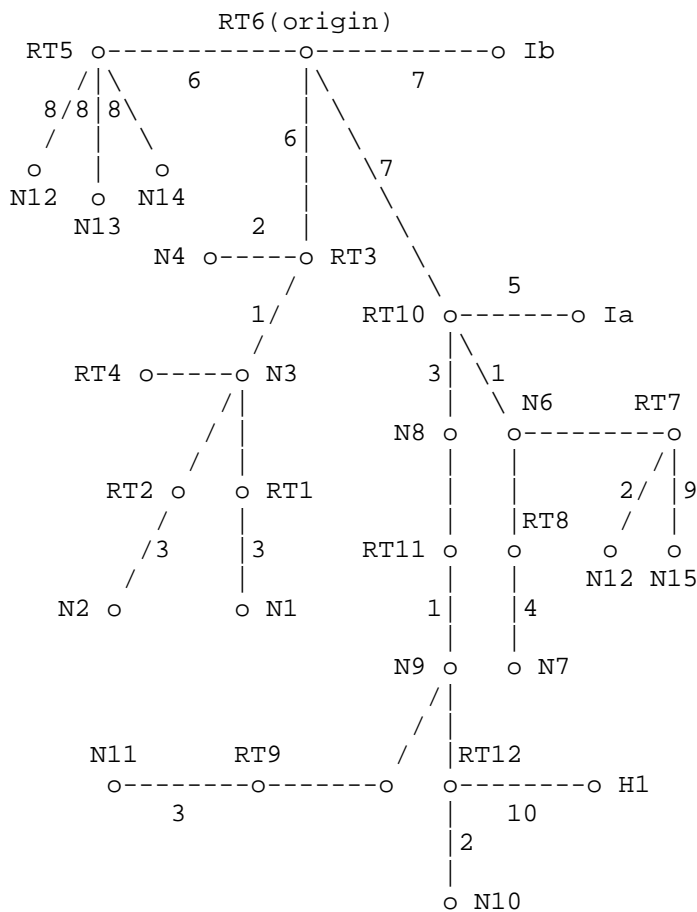 RT6(origin)
RT5 o------------o-----------o Ib
/|\ 6 |\ 7
8/8|8\ | \
/ | \ 6| \
o | o | \7
N12 o N14 | \
N13 2 | \
N4 o----o RT3 \
/ \ 5
1/ RT10 o-------o Ia
/ |\
RT4 o-----o N3 3| \1
/| | \ N6 RT7
/ | N8 o o---------o
/ | | | /|
RT2 o o RT1 | | 2/ |9
/ | | |RT8 / |
/3 |3 RT11 o o o o
/ | | | N12 N15
N2 o o N1 1| |4
| |
N9 o o N7
/|
/ |
N11 RT9 / |RT12
o--------o-------o o--------o H1
3 | 10
|2
|
o N10